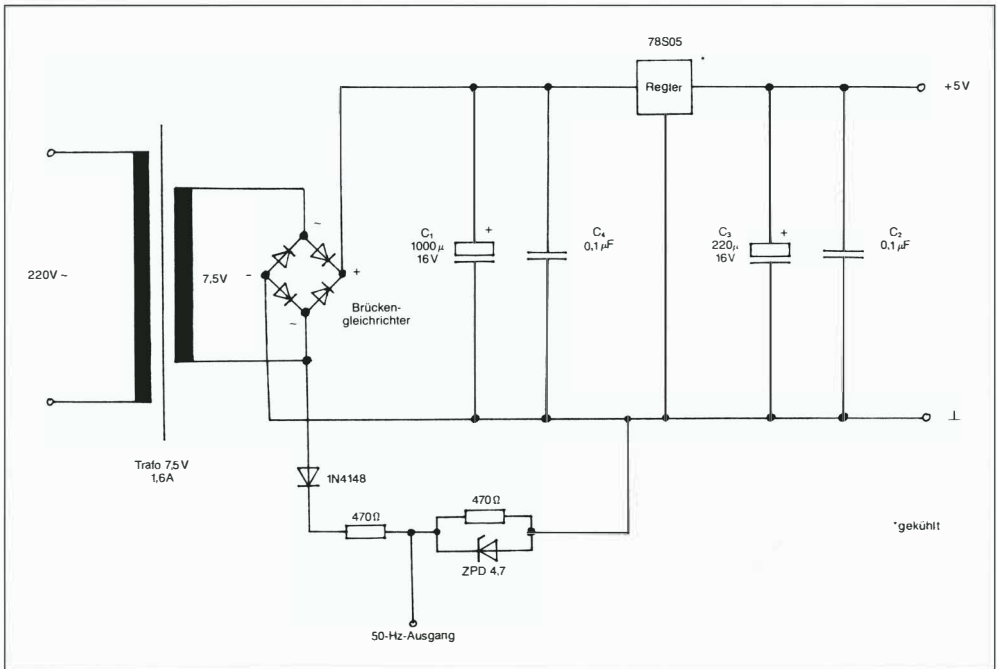 78S05
*
Regler
+5V
~
C₁
1000μ
16V
+
C₄
0,1μF
C₃
220μ
16V
+
C₂
0,1μF
220V ~
7,5V
-
+
~
Brücken-
gleichrichter
⊥
Trafo 7,5V
1,6A
1N4148
470Ω
470Ω
ZPD 4,7
*gekühlt
50-Hz-Ausgang